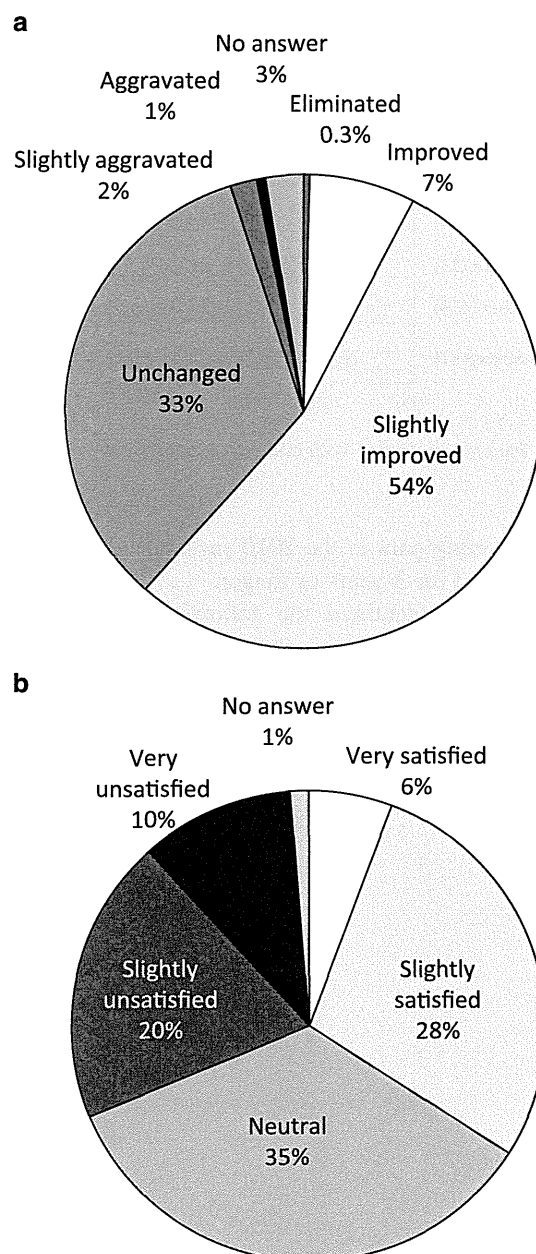 a
No answer
3%
Aggravated
1%
Eliminated
0.3%
Slightly aggravated
2%
Improved
7%
Unchanged
33%
Slightly
improved
54%
b
No answer
1%
Very
unsatisfied
10%
Very satisfied
6%
Slightly
unsatisfied
20%
Slightly
satisfied
28%
Neutral
35%